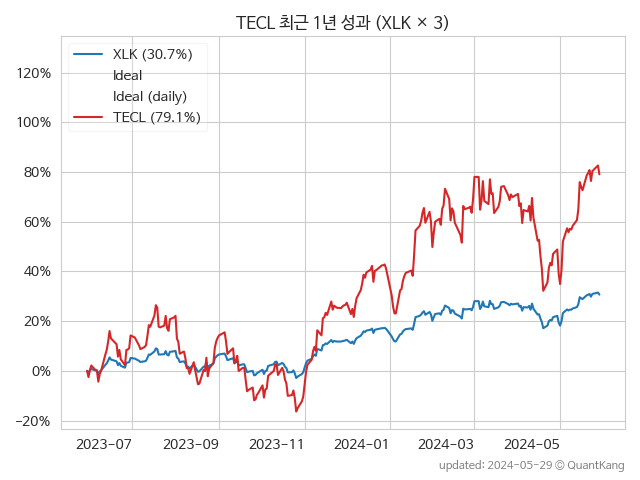 TECL 최근 1년 성과 (XLK × 3)
XLK (30.7%)
Ideal
Ideal (daily)
TECL (79.1%)
120%
100%
80%
60%
40%
20%
0%
−20%
2023−07 2023−09 2023−11 2024−01 2024−03 2024−05
updated: 2024-05-29 © QuantKang